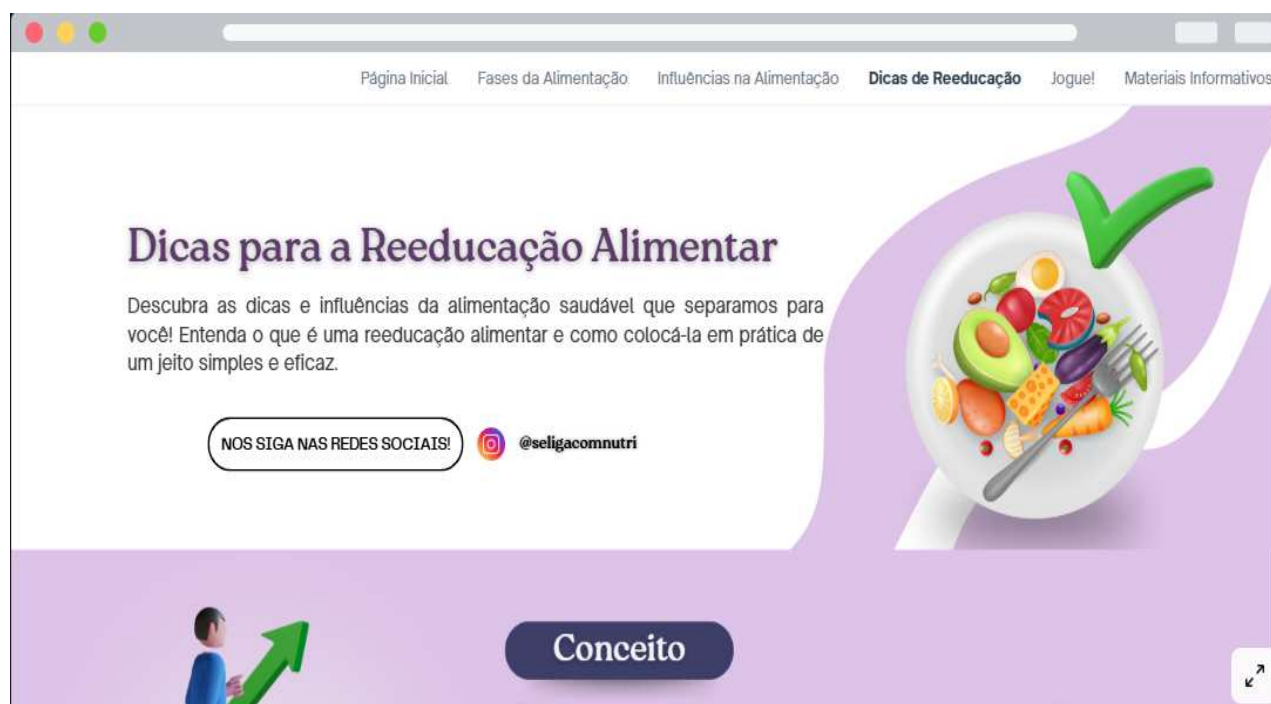 Página Inicial Fases da Alimentação Influências na Alimentação Dicas de Reeducação Jogue! Materiais Informativos
Dicas para a Reeducação Alimentar
Descubra as dicas e influências da alimentação saudável que separamos para
você! Entenda o que é uma reeducação alimentar e como colocá-la em prática de
um jeito simples e eficaz.
NOS SIGA NAS REDES SOCIAIS! @seligacomnutri
Conceito